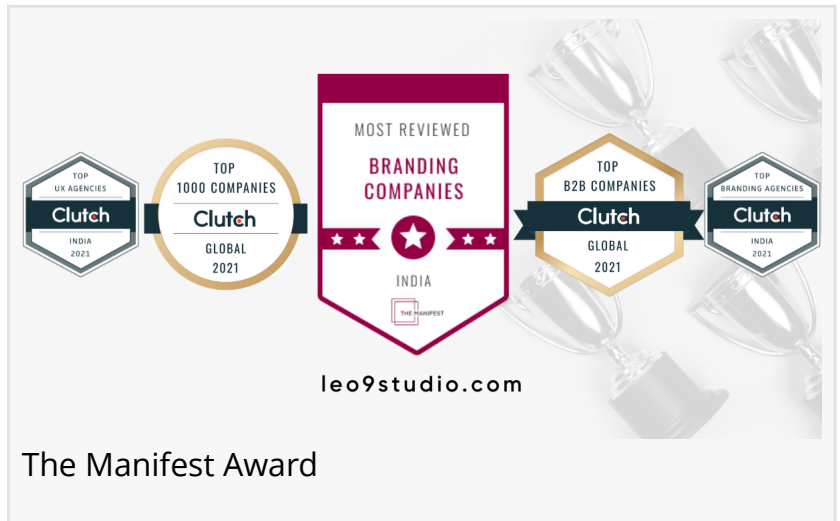 TOP
UX AGENCIES
Clutch
INDIA
2021
TOP
1000 COMPANIES
Clutch
GLOBAL
2021
MOST REVIEWED
BRANDING
COMPANIES
INDIA
THE MANIFEST
TOP
B2B COMPANIES
Clutch
GLOBAL
2021
TOP
BRANDING AGENCIES
Clutch
INDIA
2021
leo9studio.com
The Manifest Award